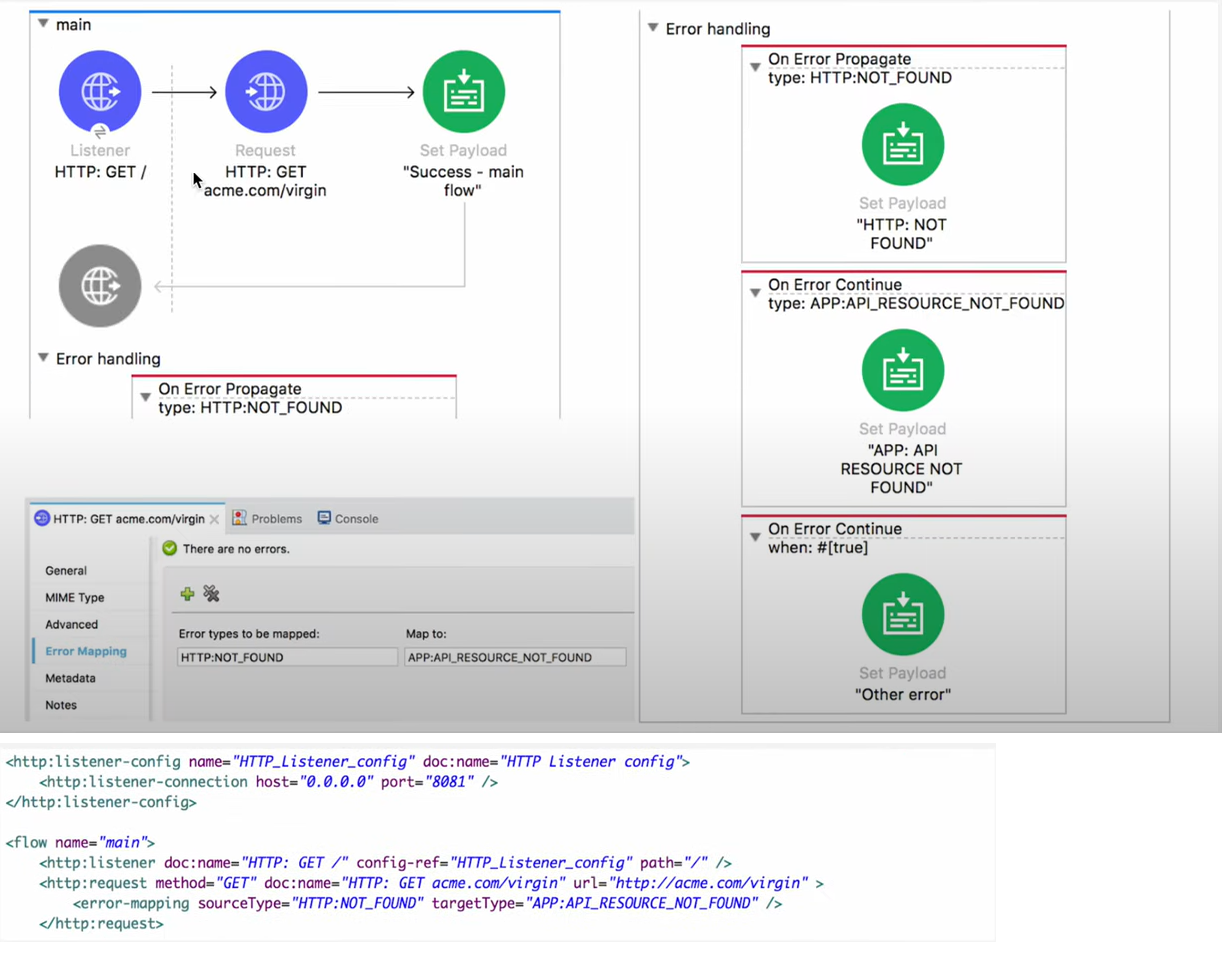 main
Listener
HTTP: GET /
Request
HTTP: GET
acme.com/virgin
Set Payload
"Success - main
flow"
Error handling
On Error Propagate
type: HTTP:NOT_FOUND
Error handling
On Error Propagate
type: HTTP:NOT_FOUND
Set Payload
"HTTP: NOT
FOUND"
On Error Continue
type: APP:API_RESOURCE_NOT_FOUND
Set Payload
"APP: API
RESOURCE NOT
FOUND"
On Error Continue
when: #[true]
Set Payload
"Other error"
HTTP: GET acme.com/virgin
Problems
Console
There are no errors.
General
MIME Type
Advanced
Error Mapping
Metadata
Notes
Error types to be mapped:
Map to:
HTTP:NOT_FOUND
APP:API_RESOURCE_NOT_FOUND
<http:listener-config name="HTTP_Listener_config" doc:name="HTTP Listener config">
<http:listener-connection host="0.0.0.0" port="8081" />
</http:listener-config>
<flow name="main">
<http:listener doc:name="HTTP: GET /" config-ref="HTTP_Listener_config" path="/" />
<http:request method="GET" doc:name="HTTP: GET acme.com/virgin" url="http://acme.com/virgin" >
<error-mapping sourceType="HTTP:NOT_FOUND" targetType="APP:API_RESOURCE_NOT_FOUND" />
</http:request>